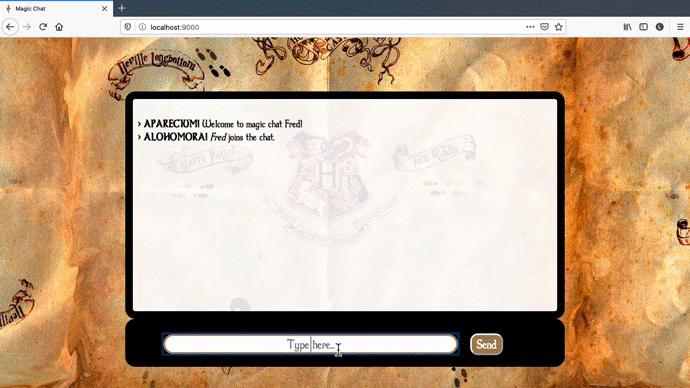 Magic Chat
localhost:9000
Neville Longbottom
› APARECIUM! Welcome to magic chat Fred!
› ALOHOMORA! Fred joins the chat.
Harry Potter
Tom Riddle
Type here...
Send